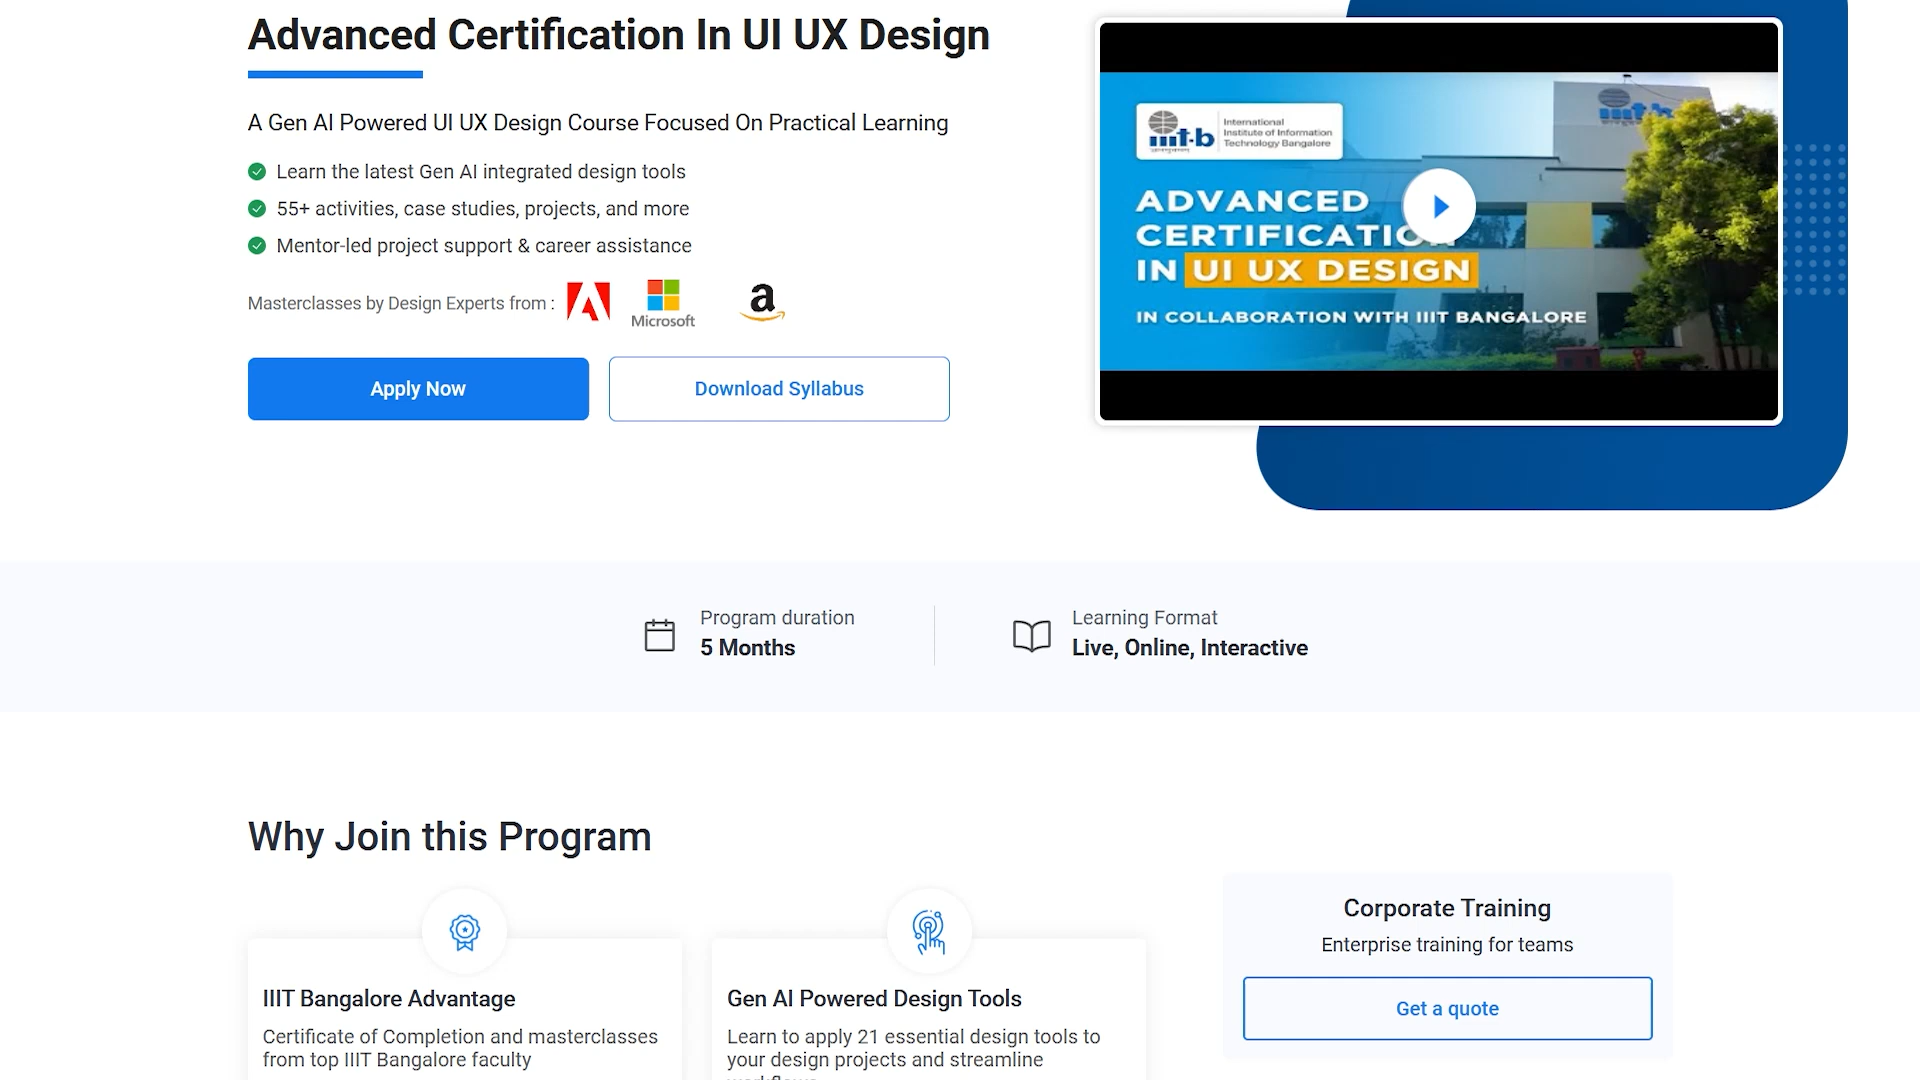 Advanced Certification In UI UX Design
A Gen AI Powered UI UX Design Course Focused On Practical Learning
Learn the latest Gen AI integrated design tools
55+ activities, case studies, projects, and more
Mentor-led project support & career assistance
Masterclasses by Design Experts from :
Microsoft
a
Apply Now
Download Syllabus
iiit-b
International
Institute of Information
Technology Bangalore
ADVANCED
CERTIFICATION
IN UI UX DESIGN
IN COLLABORATION WITH IIIT BANGALORE
Program duration
5 Months
Learning Format
Live, Online, Interactive
Why Join this Program
IIIT Bangalore Advantage
Certificate of Completion and masterclasses
from top IIIT Bangalore faculty
Gen AI Powered Design Tools
Learn to apply 21 essential design tools to
your design projects and streamline
Corporate Training
Enterprise training for teams
Get a quote